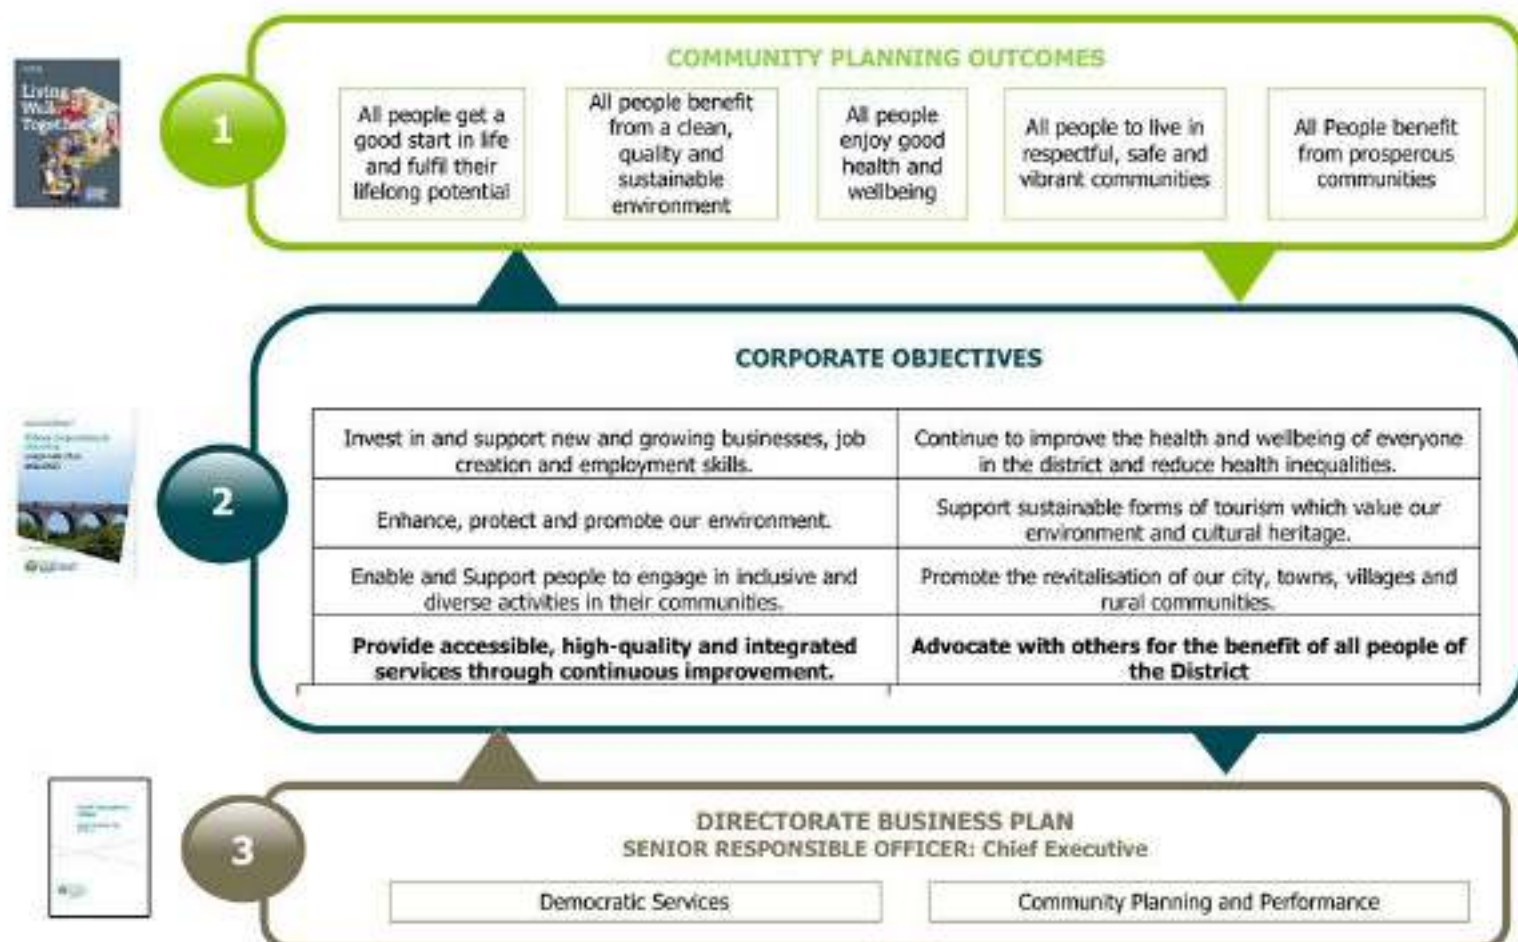 COMMUNITY PLANNING OUTCOMES
Living
Well
Together
1
All people get a
good start in life
and fulfil their
lifelong potential
All people benefit
from a clean,
quality and
sustainable
environment
All people
enjoy good
health and
wellbeing
All people to live in
respectful, safe and
vibrant communities
All People benefit
from prosperous
communities
CORPORATE OBJECTIVES
2
Invest in and support new and growing businesses, job
creation and employment skills.
Continue to improve the health and wellbeing of everyone
in the district and reduce health inequalities.
Enhance, protect and promote our environment.
Support sustainable forms of tourism which value our
environment and cultural heritage.
Enable and Support people to engage in inclusive and
diverse activities in their communities.
Promote the revitalisation of our city, towns, villages and
rural communities.
Provide accessible, high-quality and integrated
services through continuous improvement.
Advocate with others for the benefit of all people of
the District
3
DIRECTORATE BUSINESS PLAN
SENIOR RESPONSIBLE OFFICER: Chief Executive
Democratic Services
Community Planning and Performance